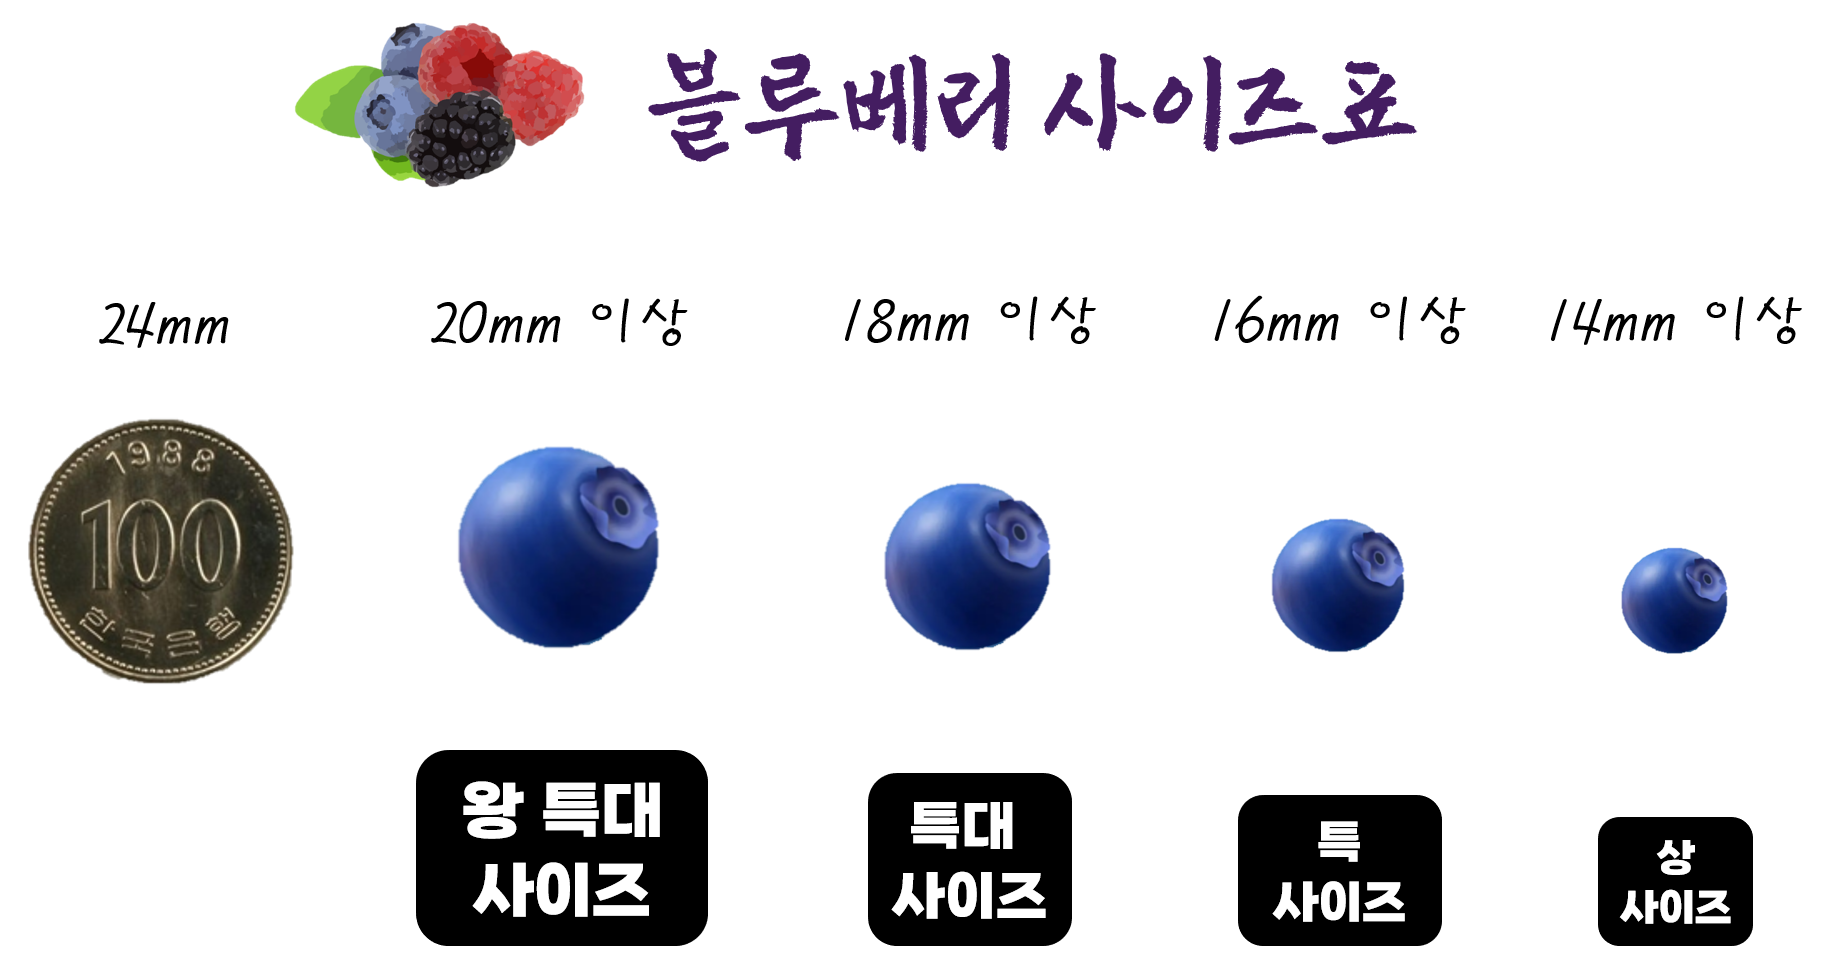 블루베리 사이즈표
24mm
20mm 이상
18mm 이상
16mm 이상
14mm 이상
1988
100
한국은행
왕 특대
사이즈
특대
사이즈
특
사이즈
상
사이즈